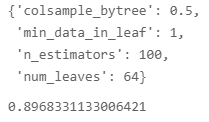 {'colsample_bytree': 0.5,
 'min_data_in_leaf': 1,
 'n_estimators': 100,
 'num_leaves': 64}
0.8968331133006421